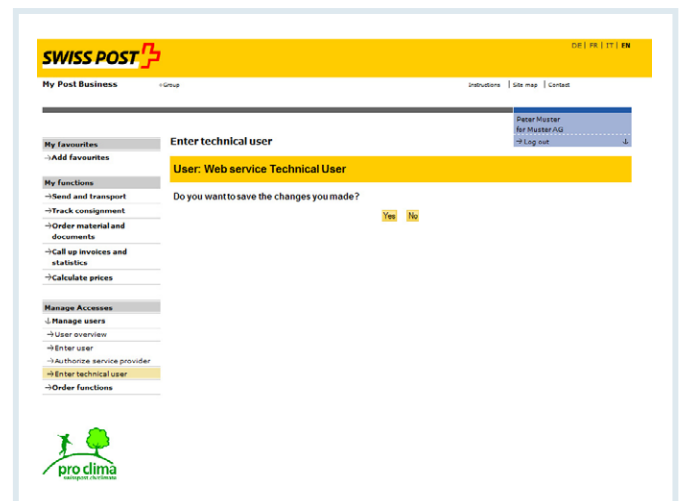 SWISS POST
DE | FR | IT | EN
My Post Business
Group
Instructions | Site map | Contact
Peter Muster
for Muster AG
→Log out ↓
My favourites
→Add favourites
Enter technical user
User: Web service Technical User
My functions
→Send and transport
Do you want to save the changes you made?
→Track consignment
Yes No
→Order material and
documents
→Call up invoices and
statistics
→Calculate prices
Manage Accesses
↓Manage users
→User overview
→Enter user
→Authorize service provider
→Enter technical user
→Order functions
pro clima